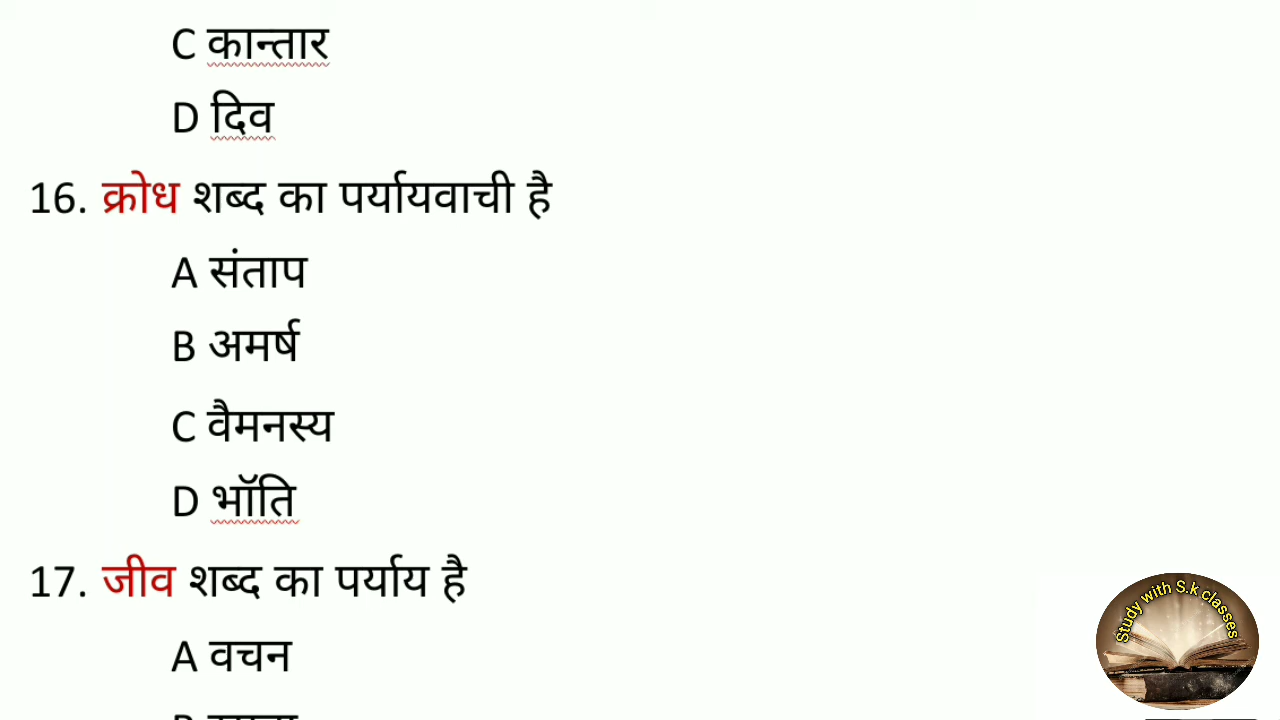 C कान्तार
D दिव
16. क्रोध शब्द का पर्यायवाची है
A संताप
B अमर्ष
C वैमनस्य
D भॉति
17. जीव शब्द का पर्याय है
A वचन
Study with S.k classes